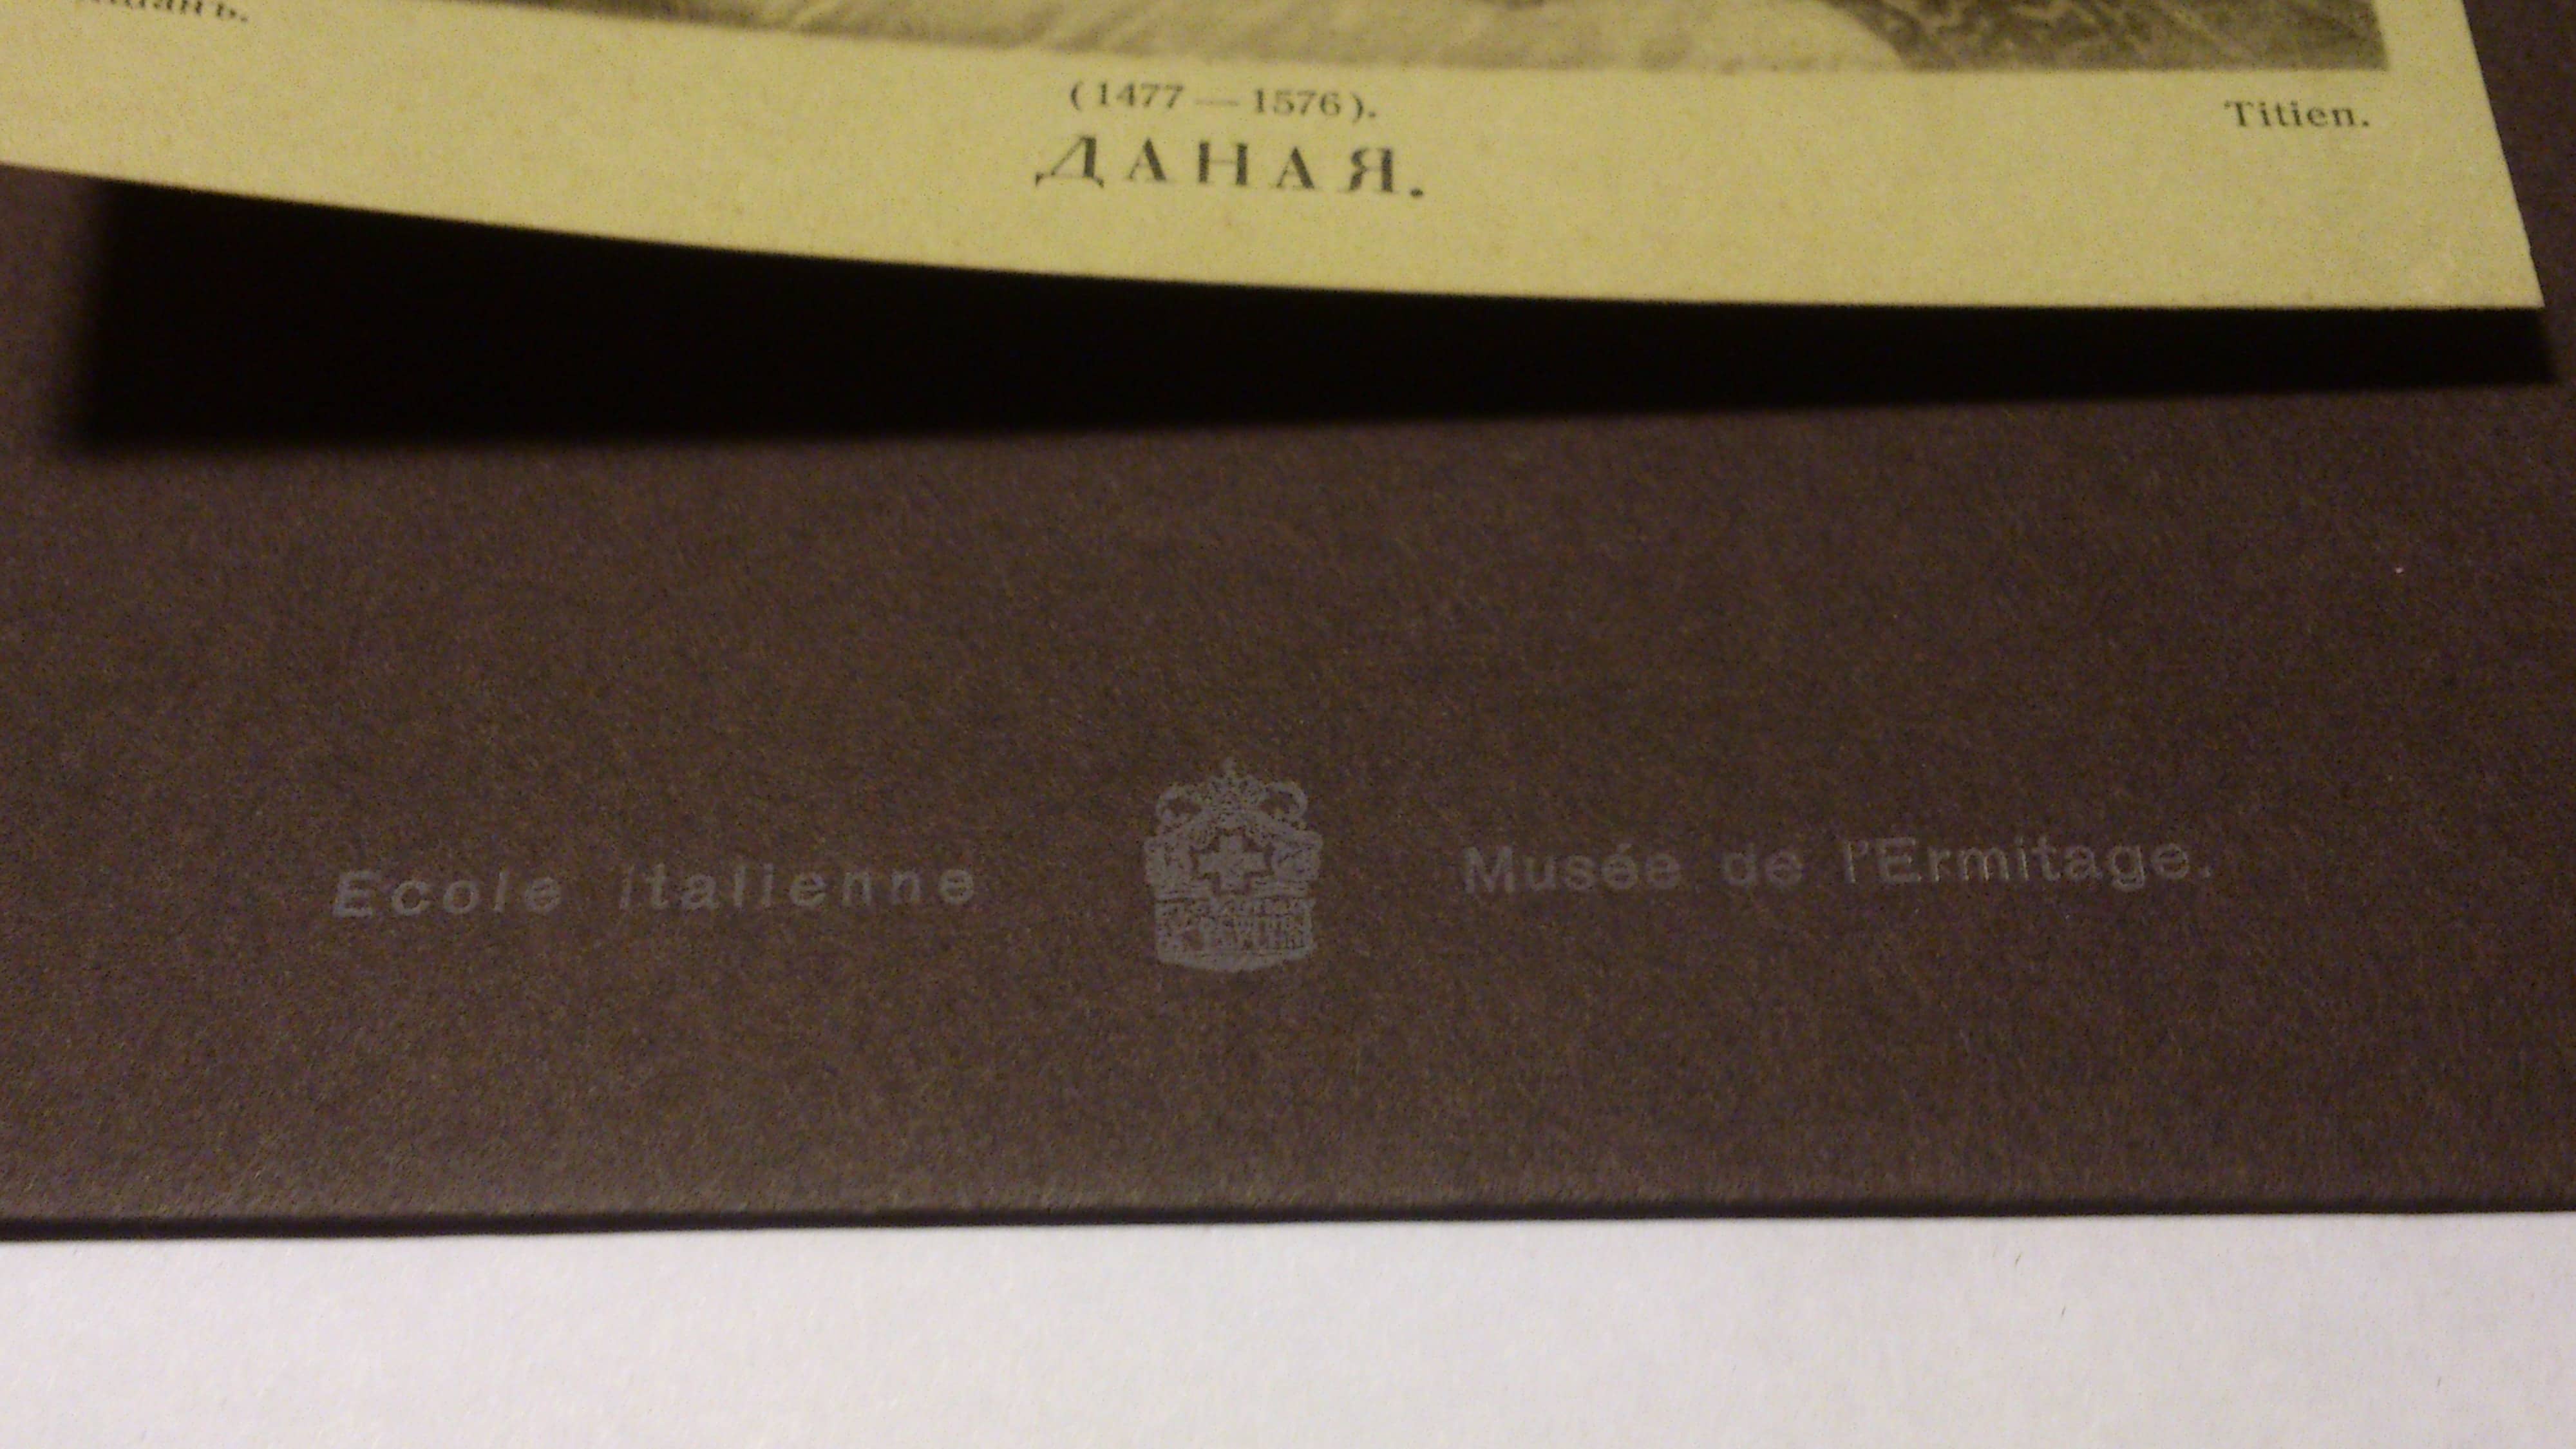 (1477 — 1576).
Titien.
ДАНАЯ.
Ecole italienne
Musée de l'Ermitage.